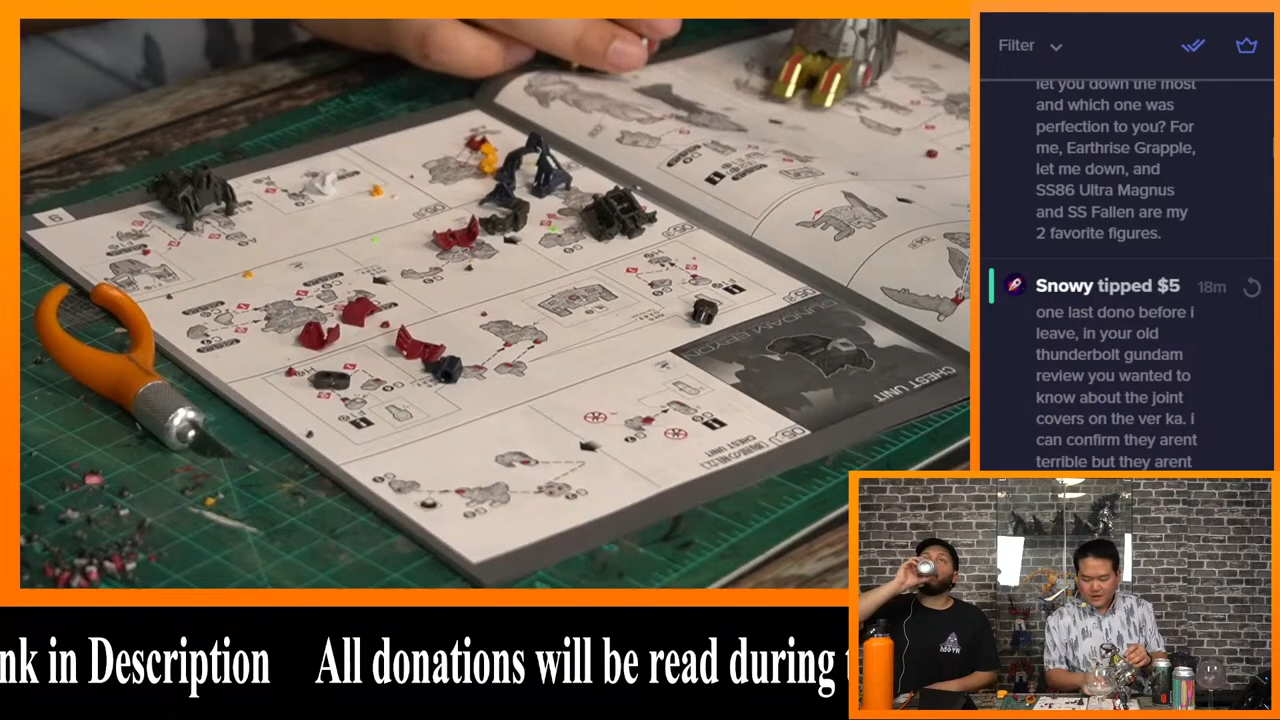 Filter
let you down the most
and which one was
perfection to you? For
me, Earthrise Grapple,
let me down, and
SS86 Ultra Magnus
and SS Fallen are my
2 favorite figures.
Snowy tipped $5 18m
one last dono before i
leave, in your old
thunderbolt gundam
review you wanted to
know about the joint
covers on the ver ka. i
can confirm they arent
terrible but they arent
CHEST UNIT
CHEST UNIT
nk in Description All donations will be read during